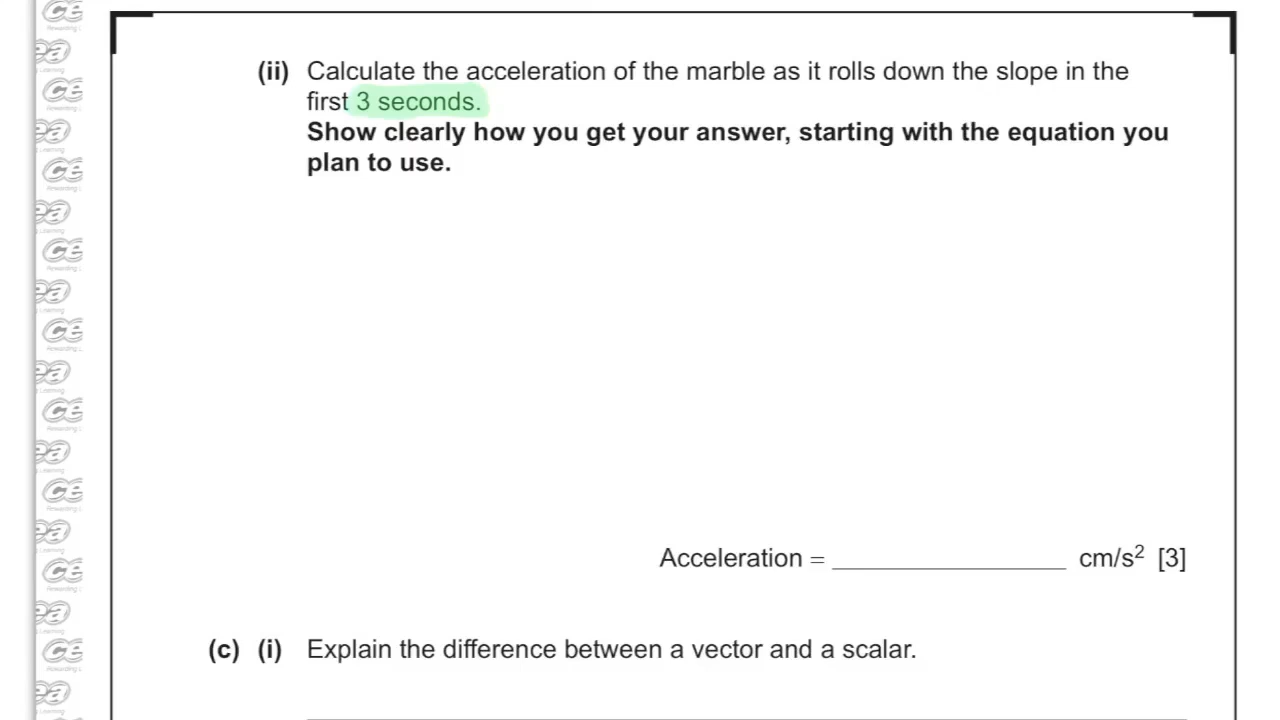 (ii) Calculate the acceleration of the marble as it rolls down the slope in the
first 3 seconds.
Show clearly how you get your answer, starting with the equation you
plan to use.
Acceleration = ____________ cm/s² [3]
(c) (i) Explain the difference between a vector and a scalar.